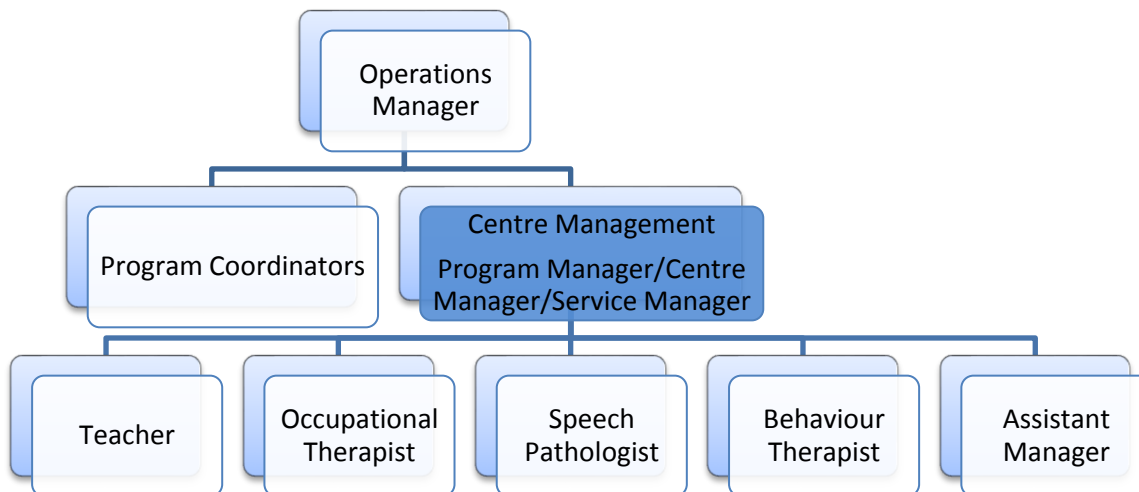 Operations
Manager
Program Coordinators
Centre Management
Program Manager/Centre
Manager/Service Manager
Teacher
Occupational
Therapist
Speech
Pathologist
Behaviour
Therapist
Assistant
Manager